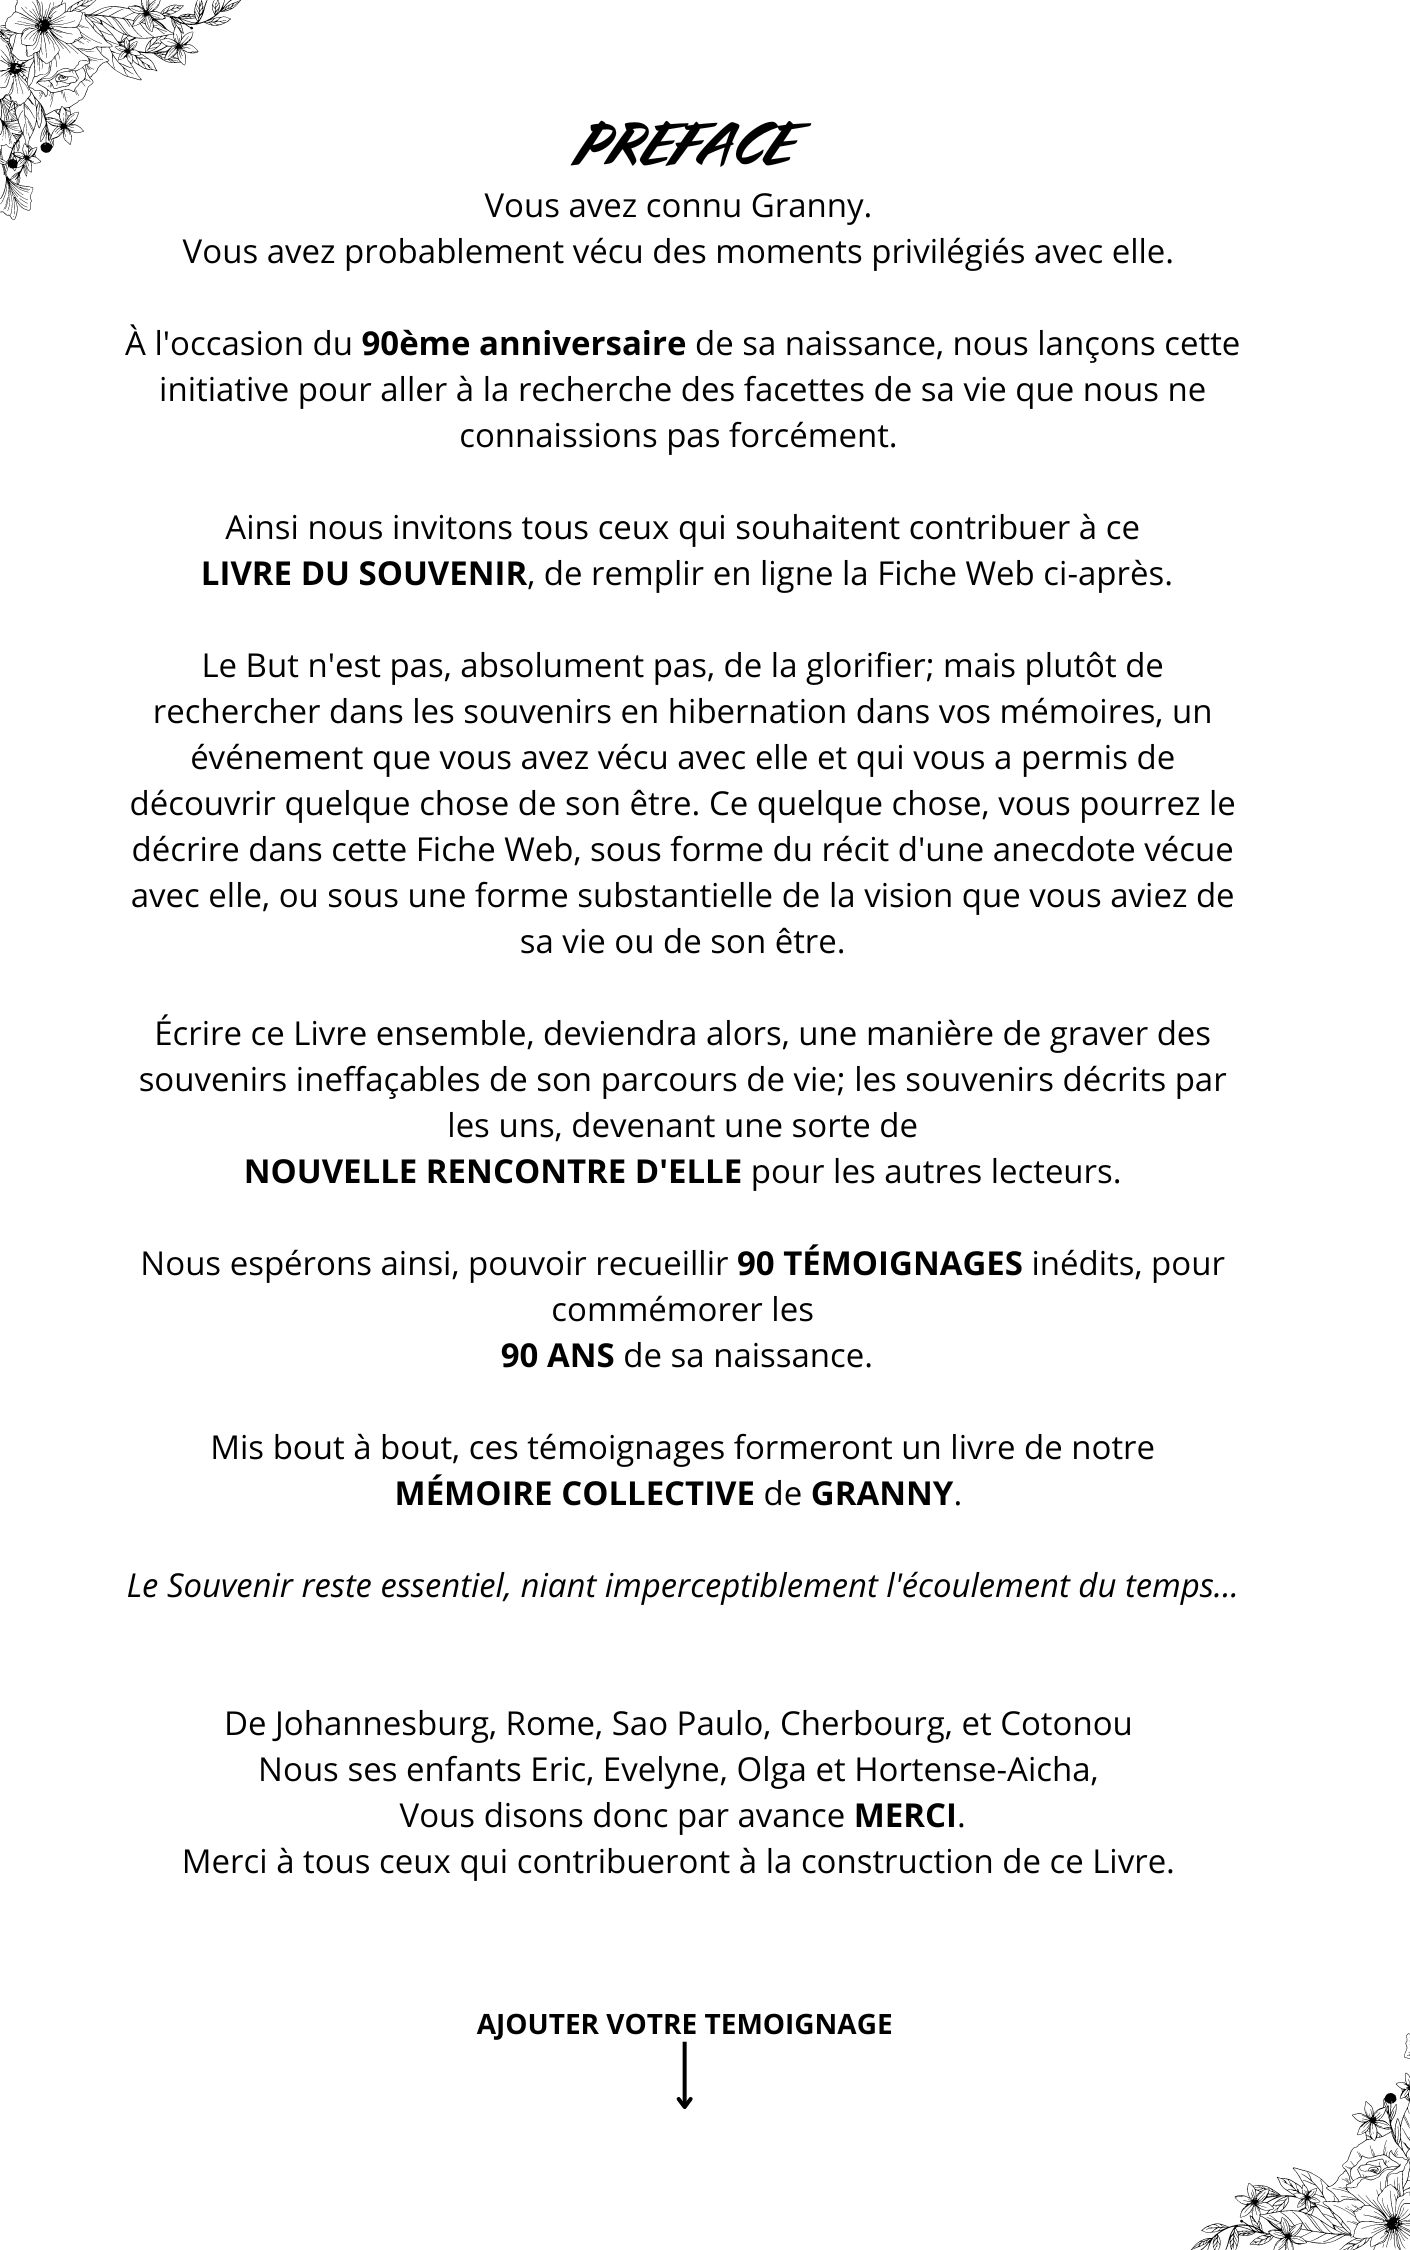 PREFACE
Vous avez connu Granny.
Vous avez probablement vécu des moments privilégiés avec elle.
À l'occasion du 90ème anniversaire de sa naissance, nous lançons cette
initiative pour aller à la recherche des facettes de sa vie que nous ne
connaissions pas forcément.
Ainsi nous invitons tous ceux qui souhaitent contribuer à ce
LIVRE DU SOUVENIR, de remplir en ligne la Fiche Web ci-après.
Le But n'est pas, absolument pas, de la glorifier; mais plutôt de
rechercher dans les souvenirs en hibernation dans vos mémoires, un
événement que vous avez vécu avec elle et qui vous a permis de
découvrir quelque chose de son être. Ce quelque chose, vous pourrez le
décrire dans cette Fiche Web, sous forme du récit d'une anecdote vécue
avec elle, ou sous une forme substantielle de la vision que vous aviez de
sa vie ou de son être.
Écrire ce Livre ensemble, deviendra alors, une manière de graver des
souvenirs ineffaçables de son parcours de vie; les souvenirs décrits par
les uns, devenant une sorte de
NOUVELLE RENCONTRE D'ELLE pour les autres lecteurs.
Nous espérons ainsi, pouvoir recueillir 90 TÉMOIGNAGES inédits, pour
commémorer les
90 ANS de sa naissance.
Mis bout à bout, ces témoignages formeront un livre de notre
MÉMOIRE COLLECTIVE de GRANNY.
Le Souvenir reste essentiel, niant imperceptiblement l'écoulement du temps...
De Johannesburg, Rome, Sao Paulo, Cherbourg, et Cotonou
Nous ses enfants Eric, Evelyne, Olga et Hortense-Aicha,
Vous disons donc par avance MERCI.
Merci à tous ceux qui contribueront à la construction de ce Livre.
AJOUTER VOTRE TEMOIGNAGE